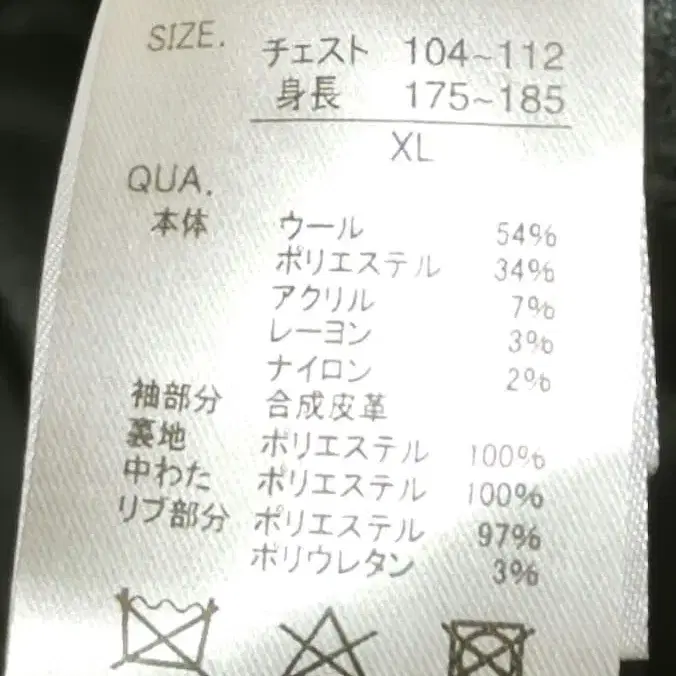 SIZE. チェスト 104~112
身長 175~185
XL
QUA.
本体 ウール 54%
ポリエステル 34%
アクリル 7%
レーヨン 3%
ナイロン 2%
袖部分 合成皮革
裏地 ポリエステル 100%
中わた ポリエステル 100%
リブ部分 ポリエステル 97%
ポリウレタン 3%